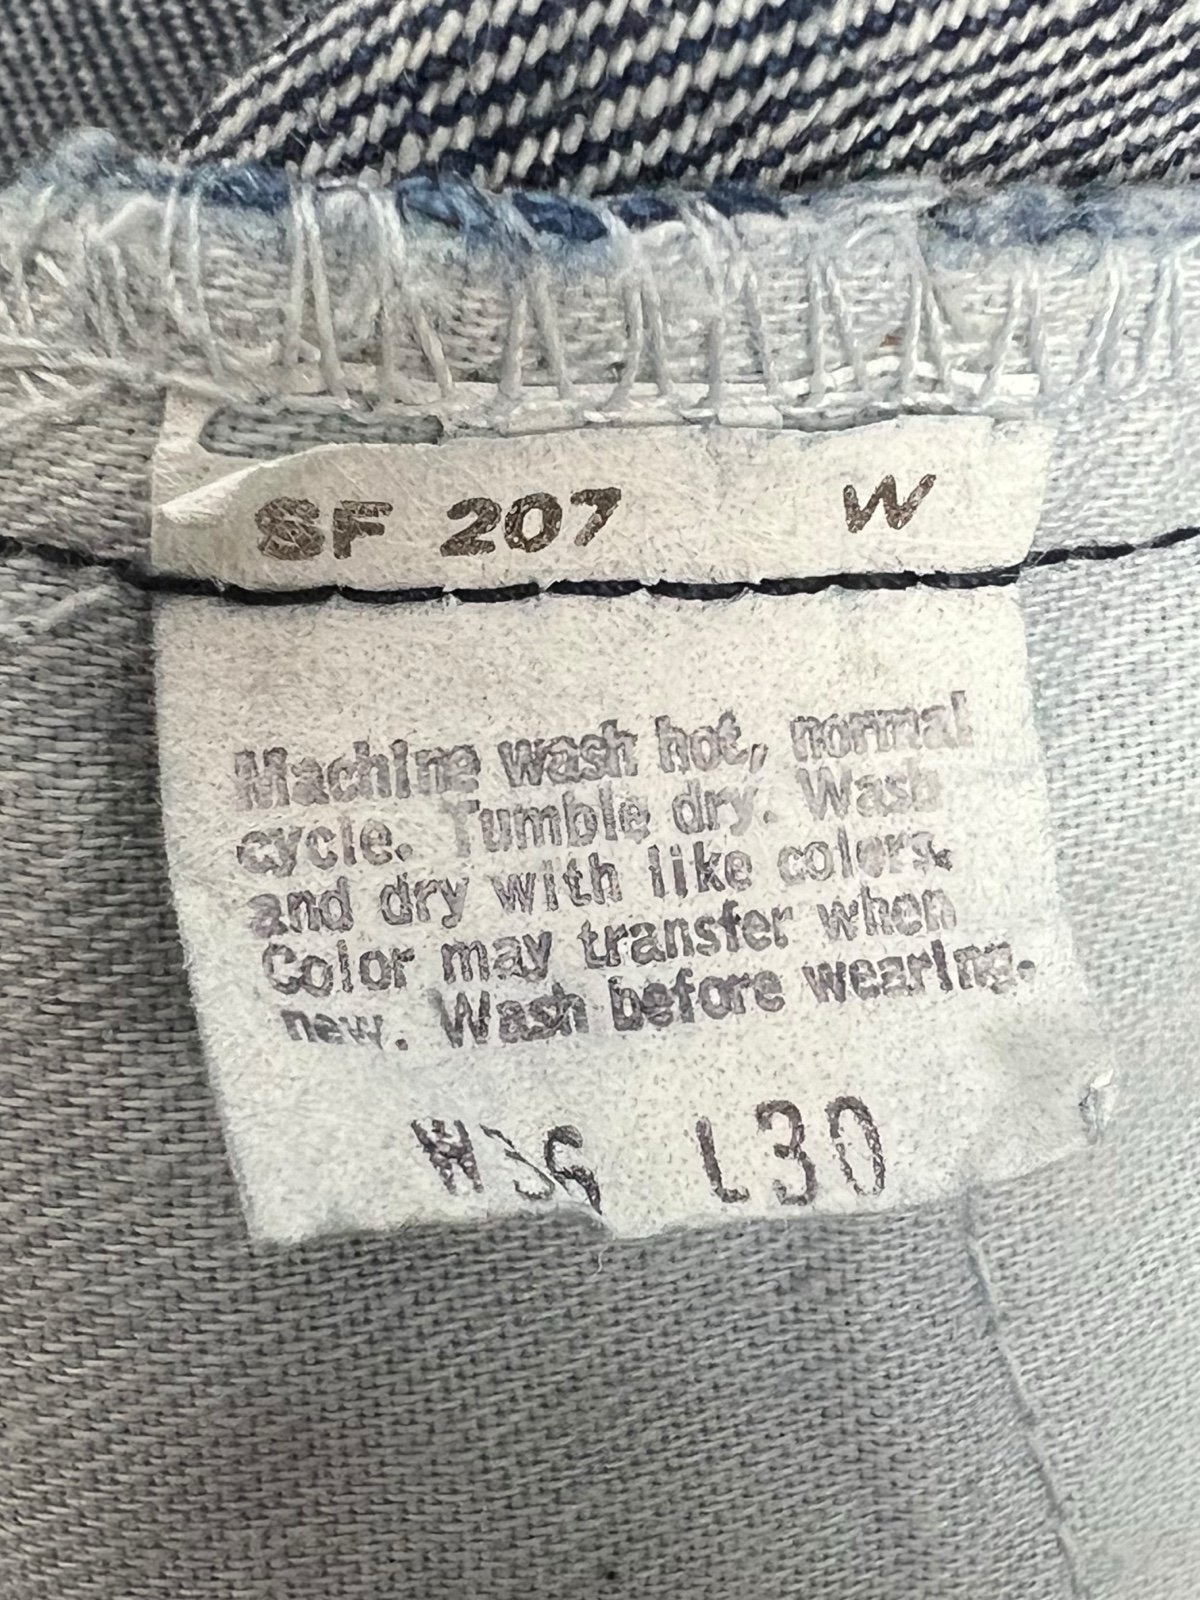 SF 207 W
Machine wash hot, normal
cycle. Tumble dry. Wash
and dry with like colors.
Color may transfer when
new. Wash before wearing.
W36 L30